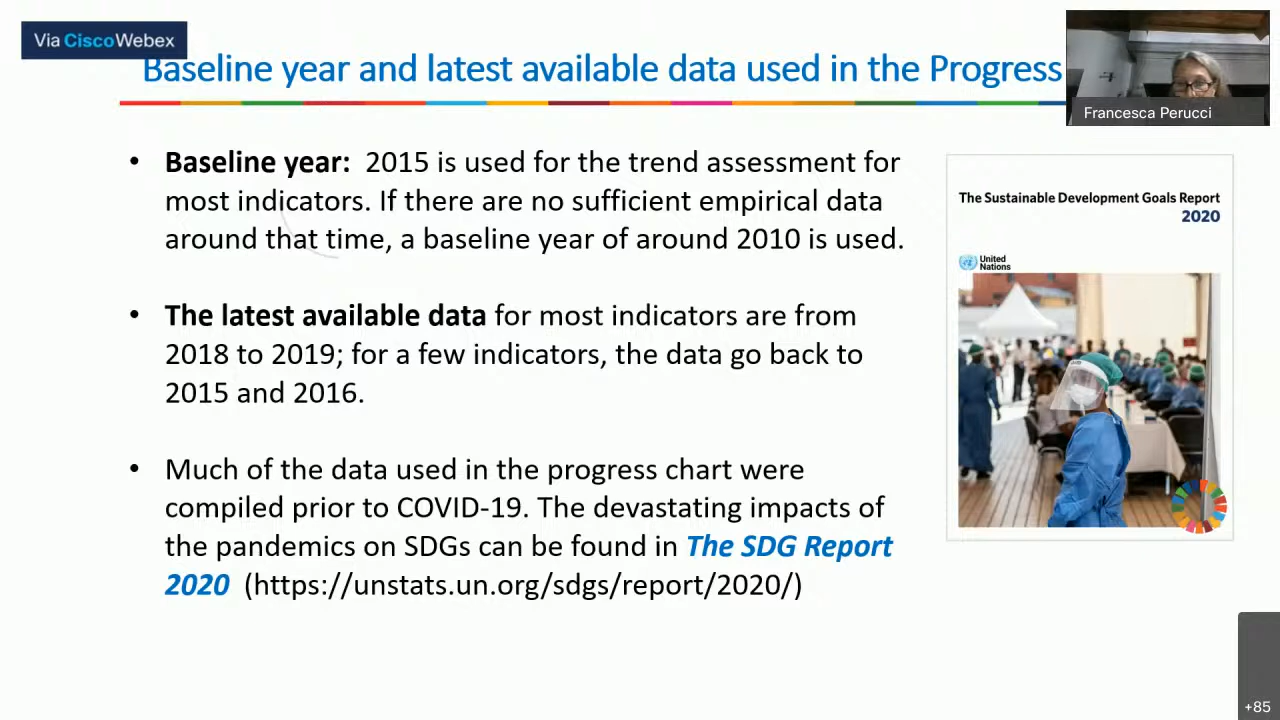 Via CiscoWebex
Baseline year and latest available data used in the Progress
Francesca Perucci
• Baseline year: 2015 is used for the trend assessment for
most indicators. If there are no sufficient empirical data
around that time, a baseline year of around 2010 is used.
• The latest available data for most indicators are from
2018 to 2019; for a few indicators, the data go back to
2015 and 2016.
• Much of the data used in the progress chart were
compiled prior to COVID-19. The devastating impacts of
the pandemics on SDGs can be found in The SDG Report
2020 (https://unstats.un.org/sdgs/report/2020/)
The Sustainable Development Goals Report
2020
United
Nations
+85